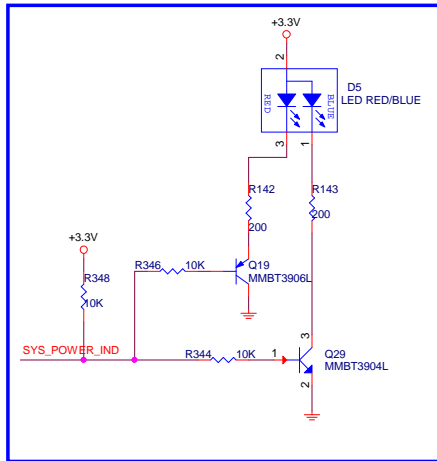 +3.3V
2
D5
LED RED/BLUE
RED
BLUE
3
1
R142
R143
200
200
+3.3V
R346
10K
Q19
MMBT3906L
R348
10K
SYS_POWER_IND
R344
10K
1
3
Q29
MMBT3904L
2